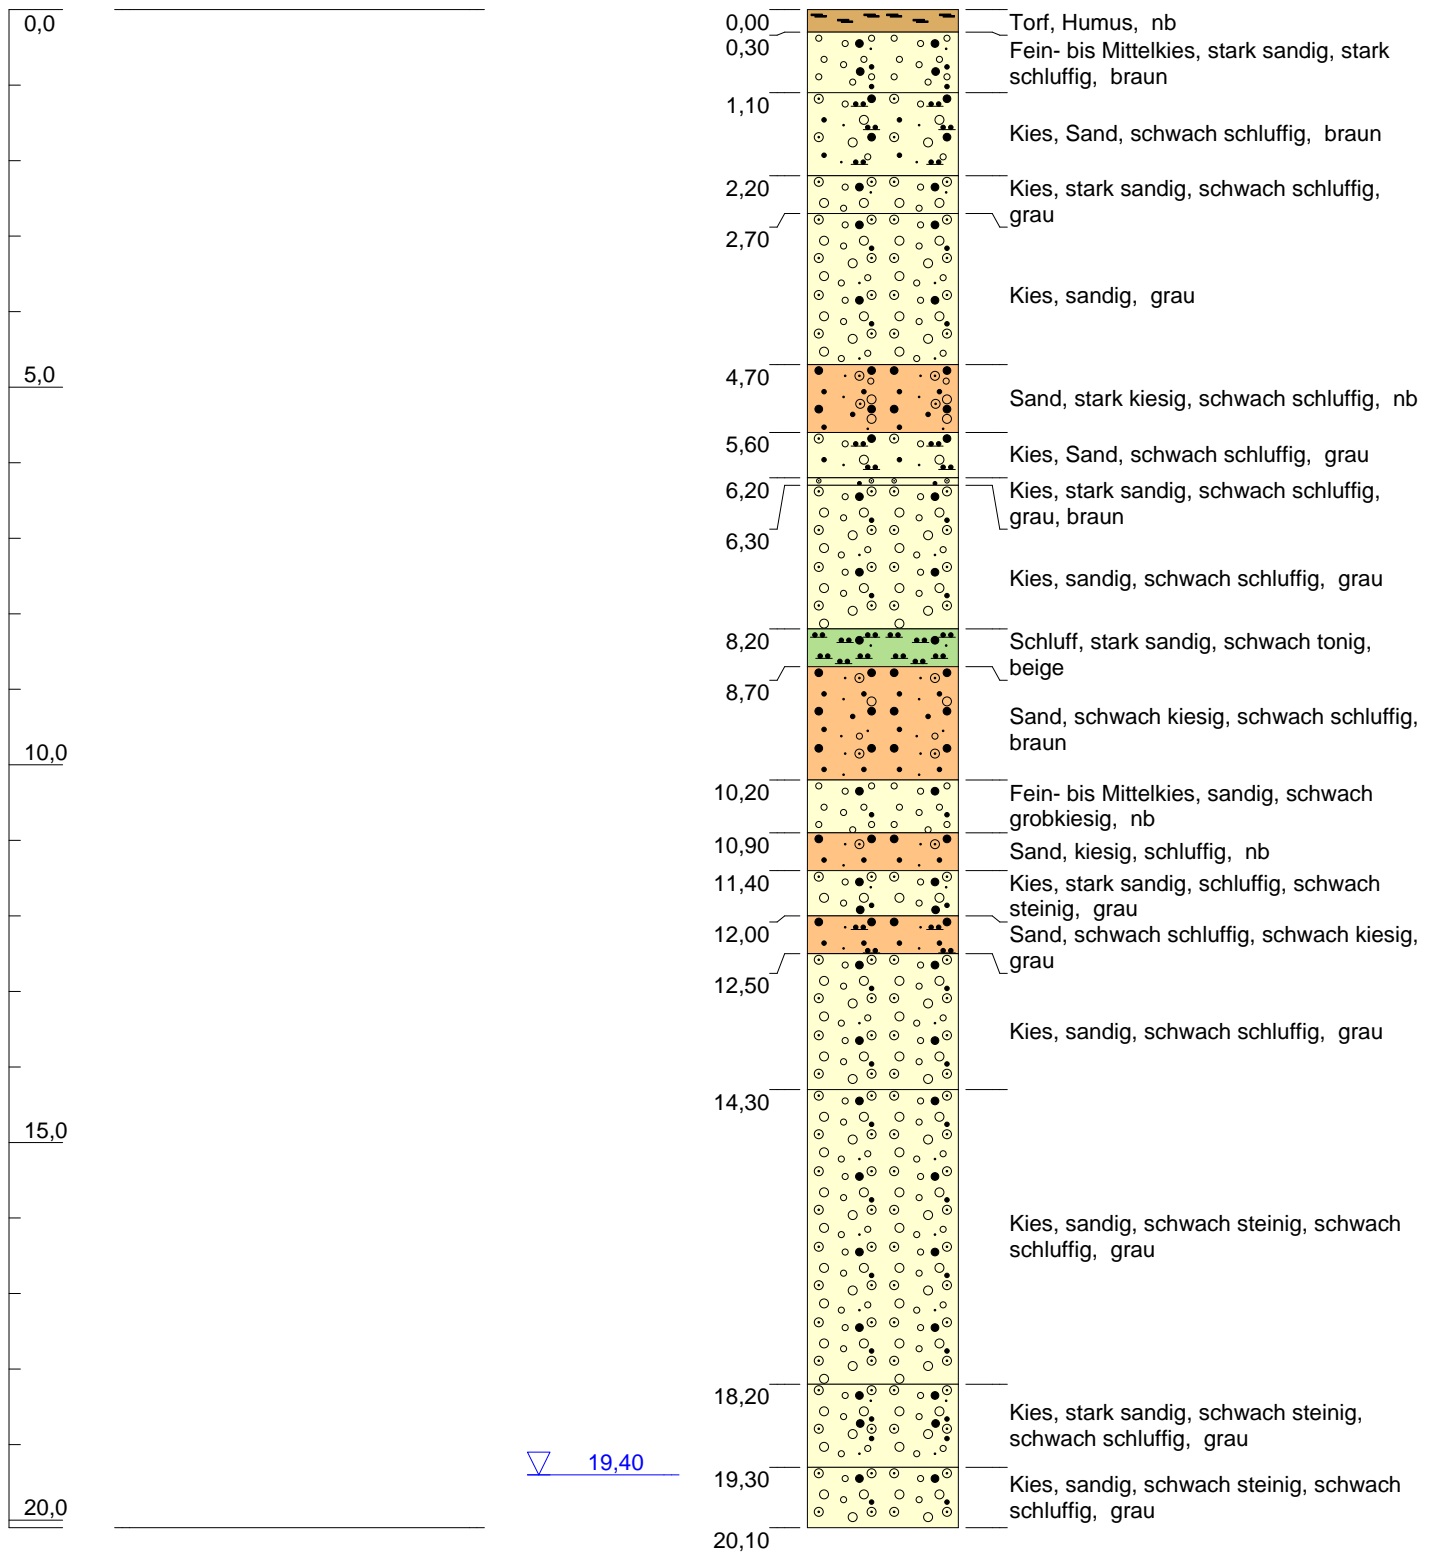 0,0
0,00
Torf, Humus, nb
0,30
Fein- bis Mittelkies, stark sandig, stark
schluffig, braun
1,10
Kies, Sand, schwach schluffig, braun
2,20
Kies, stark sandig, schwach schluffig,
grau
2,70
Kies, sandig, grau
5,0
4,70
Sand, stark kiesig, schwach schluffig, nb
5,60
Kies, Sand, schwach schluffig, grau
6,20
Kies, stark sandig, schwach schluffig,
grau, braun
6,30
Kies, sandig, schwach schluffig, grau
8,20
Schluff, stark sandig, schwach tonig,
beige
8,70
Sand, schwach kiesig, schwach schluffig,
braun
10,0
10,20
Fein- bis Mittelkies, sandig, schwach
grobkiesig, nb
10,90
Sand, kiesig, schluffig, nb
11,40
Kies, stark sandig, schluffig, schwach
steinig, grau
12,00
Sand, schwach schluffig, schwach kiesig,
grau
12,50
Kies, sandig, schwach schluffig, grau
14,30
15,0
Kies, sandig, schwach steinig, schwach
schluffig, grau
18,20
Kies, stark sandig, schwach steinig,
schwach schluffig, grau
19,40
19,30
Kies, sandig, schwach steinig, schwach
schluffig, grau
20,0
20,10